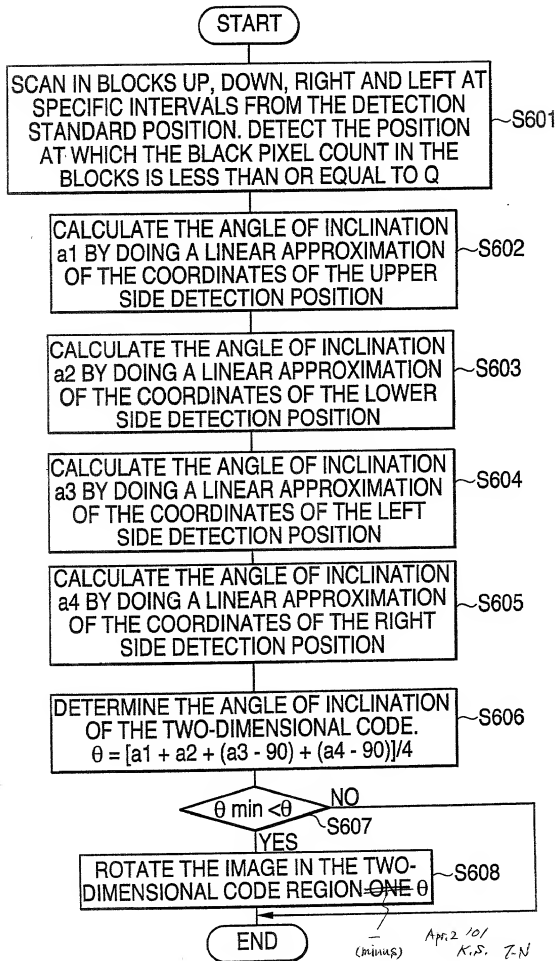 START
SCAN IN BLOCKS UP, DOWN, RIGHT AND LEFT AT
SPECIFIC INTERVALS FROM THE DETECTION
STANDARD POSITION. DETECT THE POSITION
AT WHICH THE BLACK PIXEL COUNT IN THE
BLOCKS IS LESS THAN OR EQUAL TO Q
S601
CALCULATE THE ANGLE OF INCLINATION
a1 BY DOING A LINEAR APPROXIMATION
OF THE COORDINATES OF THE UPPER
SIDE DETECTION POSITION
S602
CALCULATE THE ANGLE OF INCLINATION
a2 BY DOING A LINEAR APPROXIMATION
OF THE COORDINATES OF THE LOWER
SIDE DETECTION POSITION
S603
CALCULATE THE ANGLE OF INCLINATION
a3 BY DOING A LINEAR APPROXIMATION
OF THE COORDINATES OF THE LEFT
SIDE DETECTION POSITION
S604
CALCULATE THE ANGLE OF INCLINATION
a4 BY DOING A LINEAR APPROXIMATION
OF THE COORDINATES OF THE RIGHT
SIDE DETECTION POSITION
S605
DETERMINE THE ANGLE OF INCLINATION
OF THE TWO-DIMENSIONAL CODE.
θ = [a1 + a2 + (a3 - 90) + (a4 - 90)]/4
S606
θ min <θ
NO
S607
YES
ROTATE THE IMAGE IN THE TWO-
DIMENSIONAL CODE REGION ONE θ
S608
END
—
(minus)
Apr. 2 '01
K.S. T-N